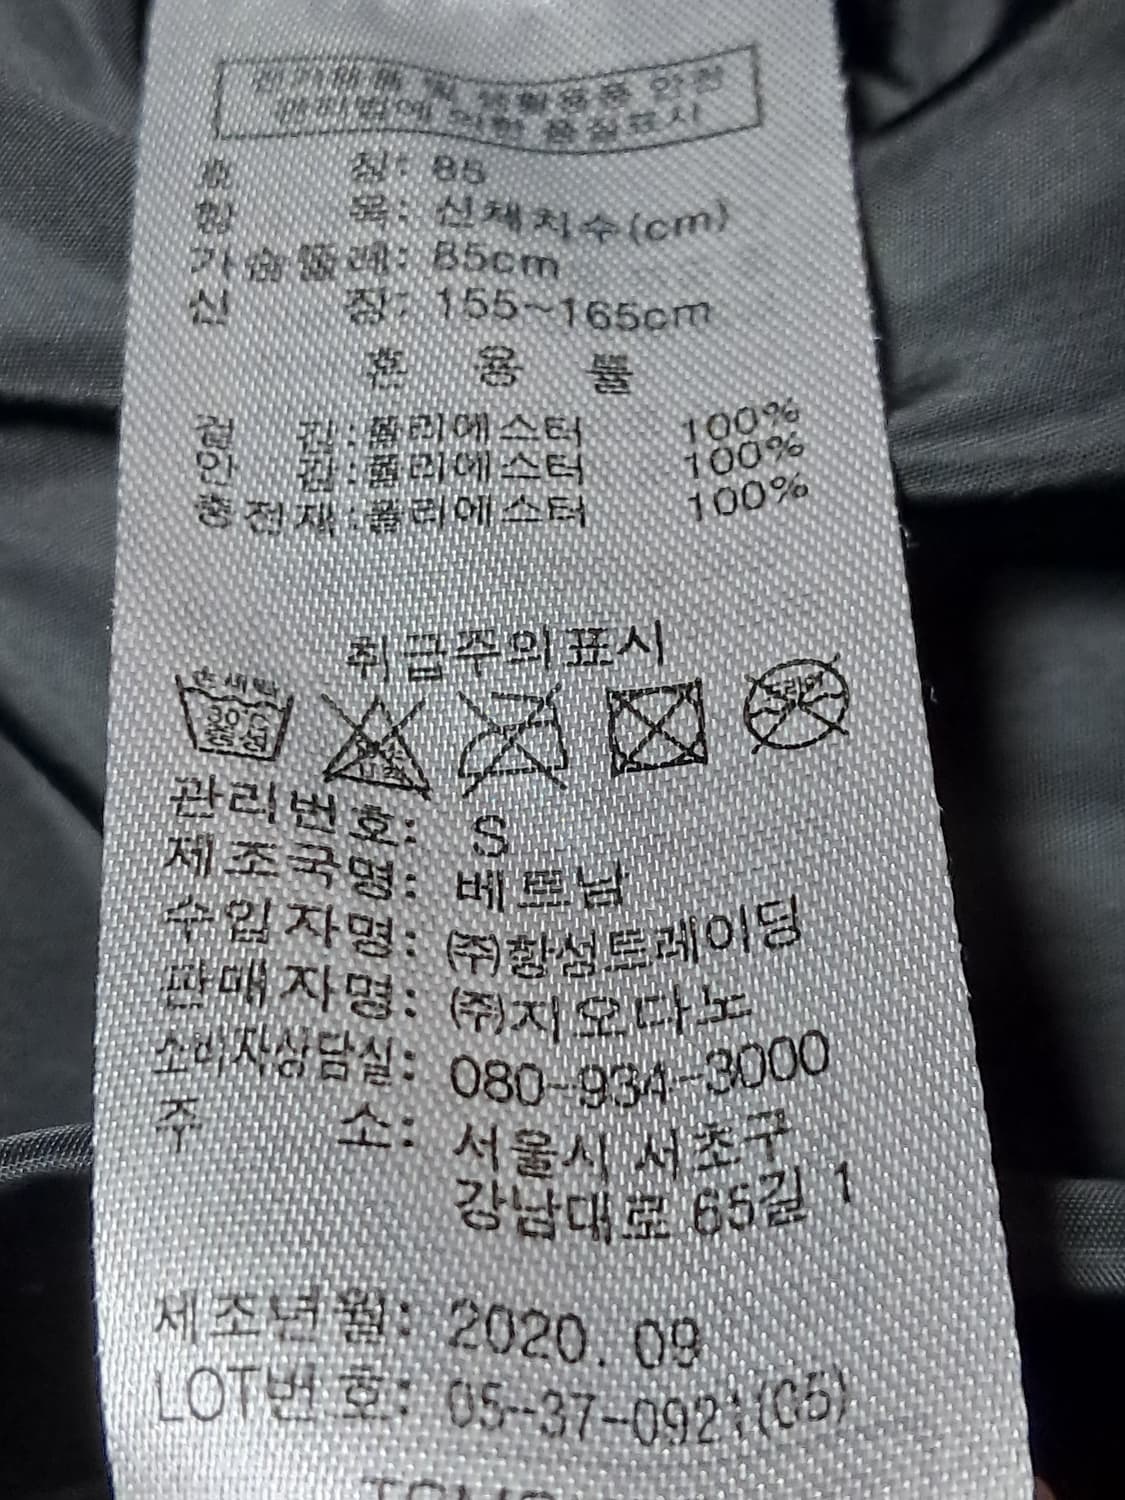 전기용품 및 생활용품 안전
관리법에 의한 품질표시
호 칭: 85
항 목: 신체치수(cm)
가슴둘레: 85cm
신 장: 155~165cm
혼 용 률
겉 감: 폴리에스터 100%
안 감: 폴리에스터 100%
충전재: 폴리에스터 100%
취급주의표시
손세탁
30℃
중성
드라이
관리번호: S
제조국명: 베트남
수입자명: ㈜항성트레이딩
판매자명: ㈜지오다노
소비자상담실: 080-934-3000
주 소: 서울시 서초구
강남대로 65길 1
제조년월: 2020. 09
LOT번호: 05-37-0921(05)